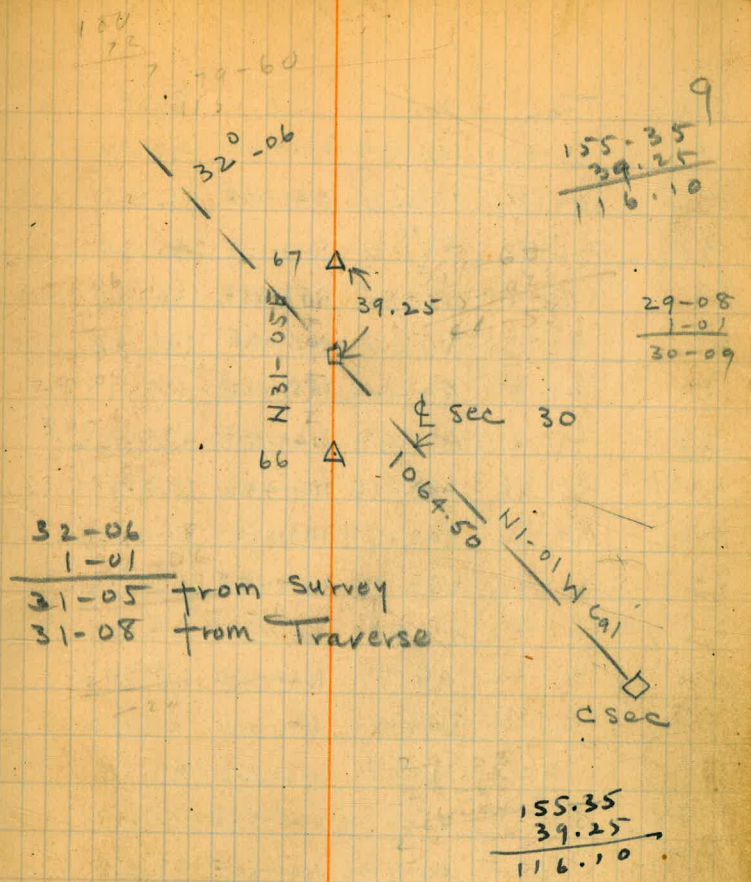 9
155.35
39.25
116.10
32°-06
67
39.25
N 31-05 E
29-08
1-01
30-09
℄ Sec 30
66
1064.50
N1-01 W Cal
32-06
1-01
31-05 from Survey
31-08 from Traverse
C Sec
155.35
39.25
116.10